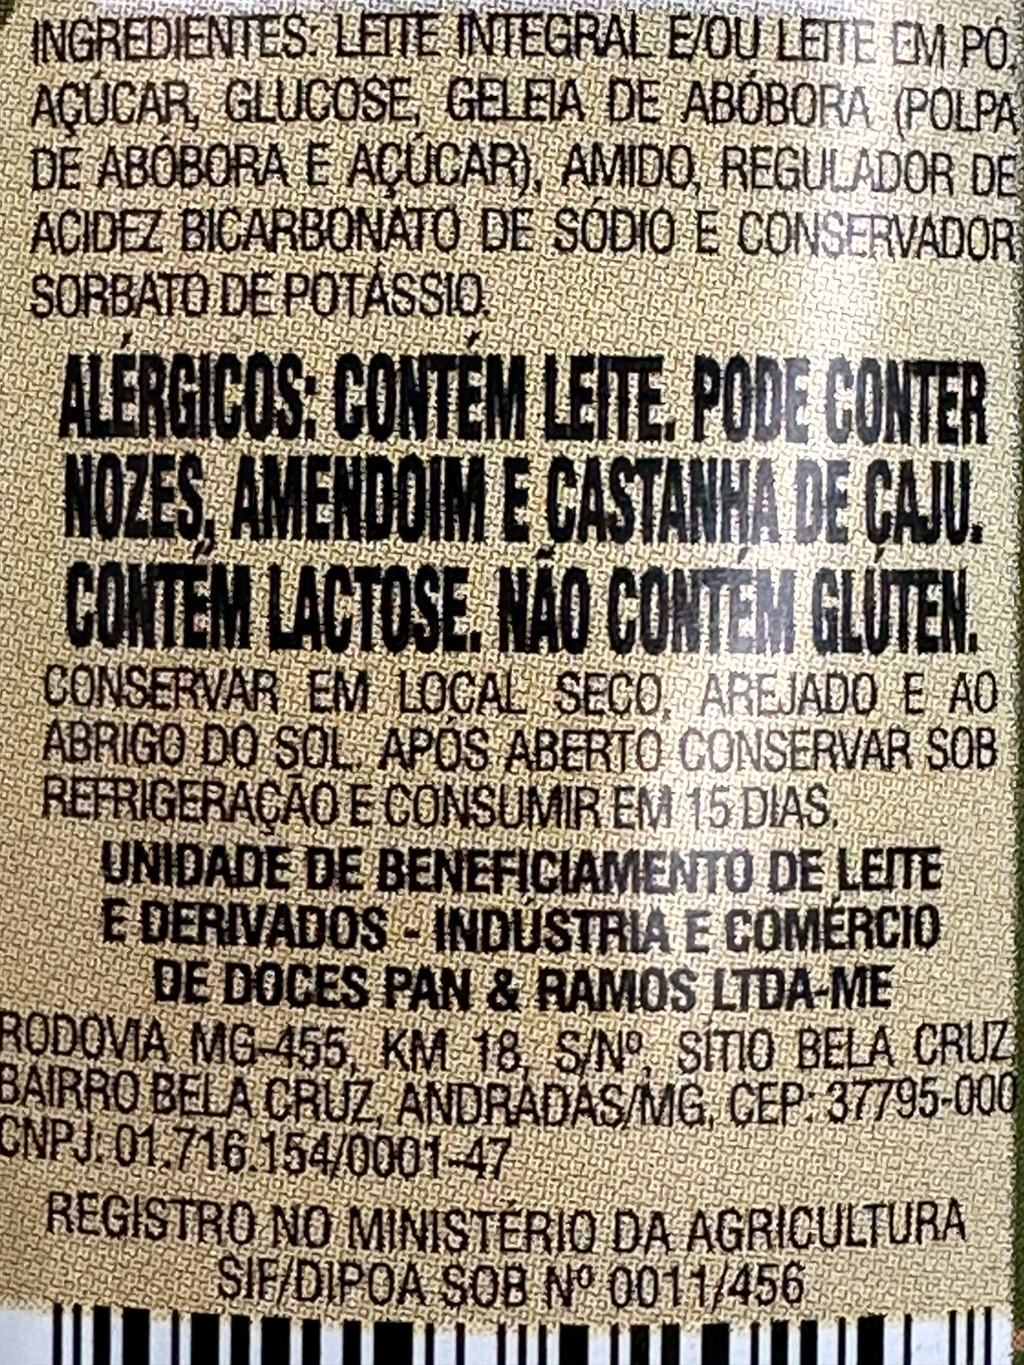 INGREDIENTES: LEITE INTEGRAL E/OU LEITE EM PÓ,
AÇÚCAR, GLUCOSE, GELEIA DE ABÓBORA (POLPA
DE ABÓBORA E AÇÚCAR), AMIDO, REGULADOR DE
ACIDEZ BICARBONATO DE SÓDIO E CONSERVADOR
SORBATO DE POTÁSSIO.
ALÉRGICOS: CONTÉM LEITE. PODE CONTER
NOZES, AMENDOIM E CASTANHA DE CAJU.
CONTÉM LACTOSE. NÃO CONTÉM GLÚTEN.
CONSERVAR EM LOCAL SECO, AREJADO E AO
ABRIGO DO SOL. APÓS ABERTO CONSERVAR SOB
REFRIGERAÇÃO E CONSUMIR EM 15 DIAS.
UNIDADE DE BENEFICIAMENTO DE LEITE
E DERIVADOS - INDÚSTRIA E COMÉRCIO
DE DOCES PAN & RAMOS LTDA-ME
RODOVIA MG-455, KM 18, S/Nº, SÍTIO BELA CRUZ
BAIRRO BELA CRUZ, ANDRADAS/MG, CEP: 37795-000
CNPJ: 01.716.154/0001-47
REGISTRO NO MINISTÉRIO DA AGRICULTURA
SIF/DIPOA SOB Nº 0011/456